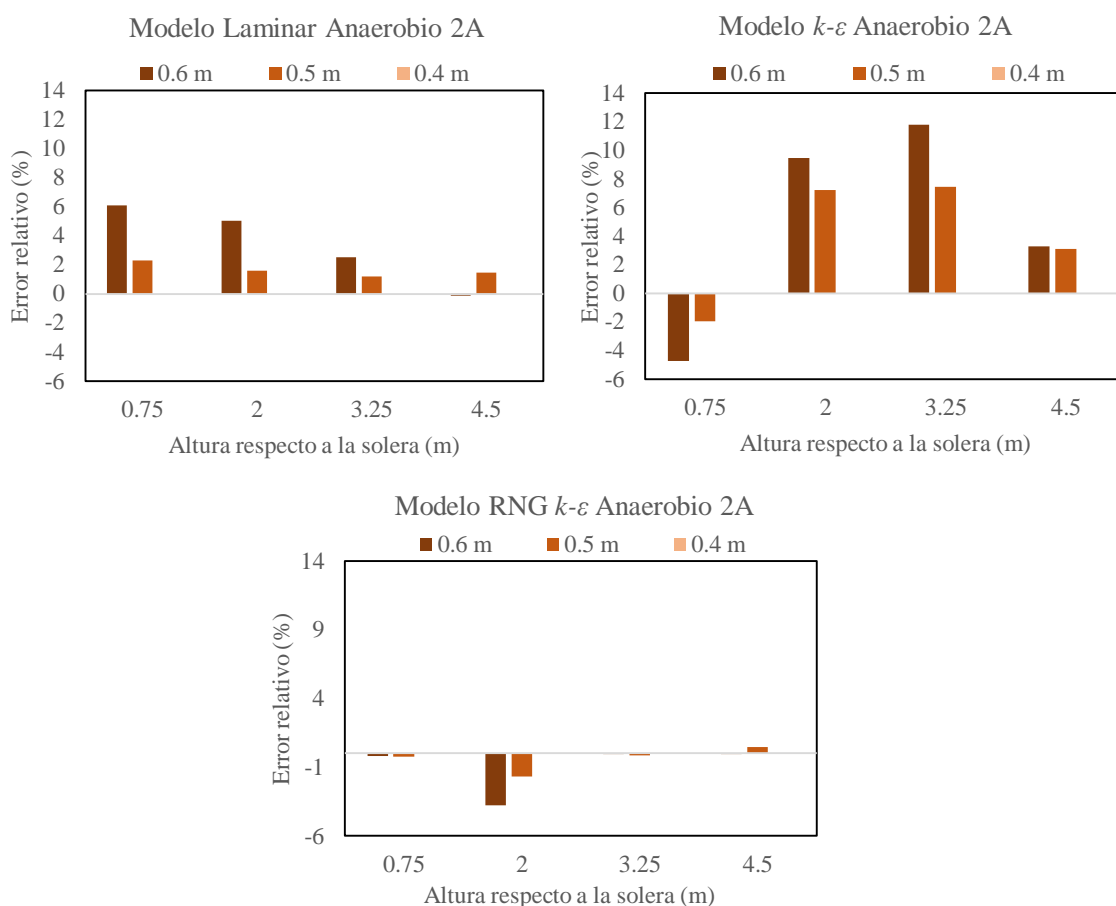 Modelo Laminar Anaerobio 2A
0.6 m 0.5 m 0.4 m
14
12
10
8
6
4
2
0
-2
-4
-6
Error relativo (%)
0.75 2 3.25 4.5
Altura respecto a la solera (m)
Modelo k-ε Anaerobio 2A
0.6 m 0.5 m 0.4 m
14
12
10
8
6
4
2
0
-2
-4
-6
Error relativo (%)
0.75 2 3.25 4.5
Altura respecto a la solera (m)
Modelo RNG k-ε Anaerobio 2A
0.6 m 0.5 m 0.4 m
14
9
4
-1
-6
Error relativo (%)
0.75 2 3.25 4.5
Altura respecto a la solera (m)